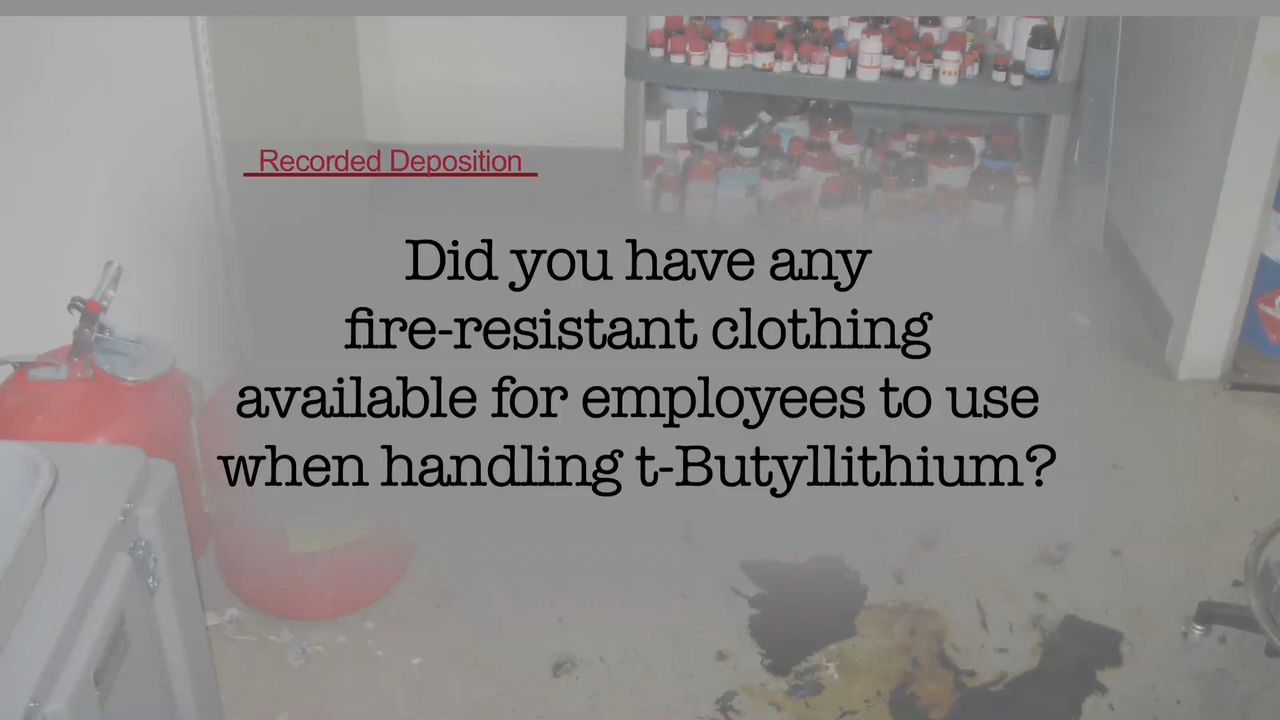 Recorded Deposition
Did you have any
fire-resistant clothing
available for employees to use
when handling t-Butyllithium?